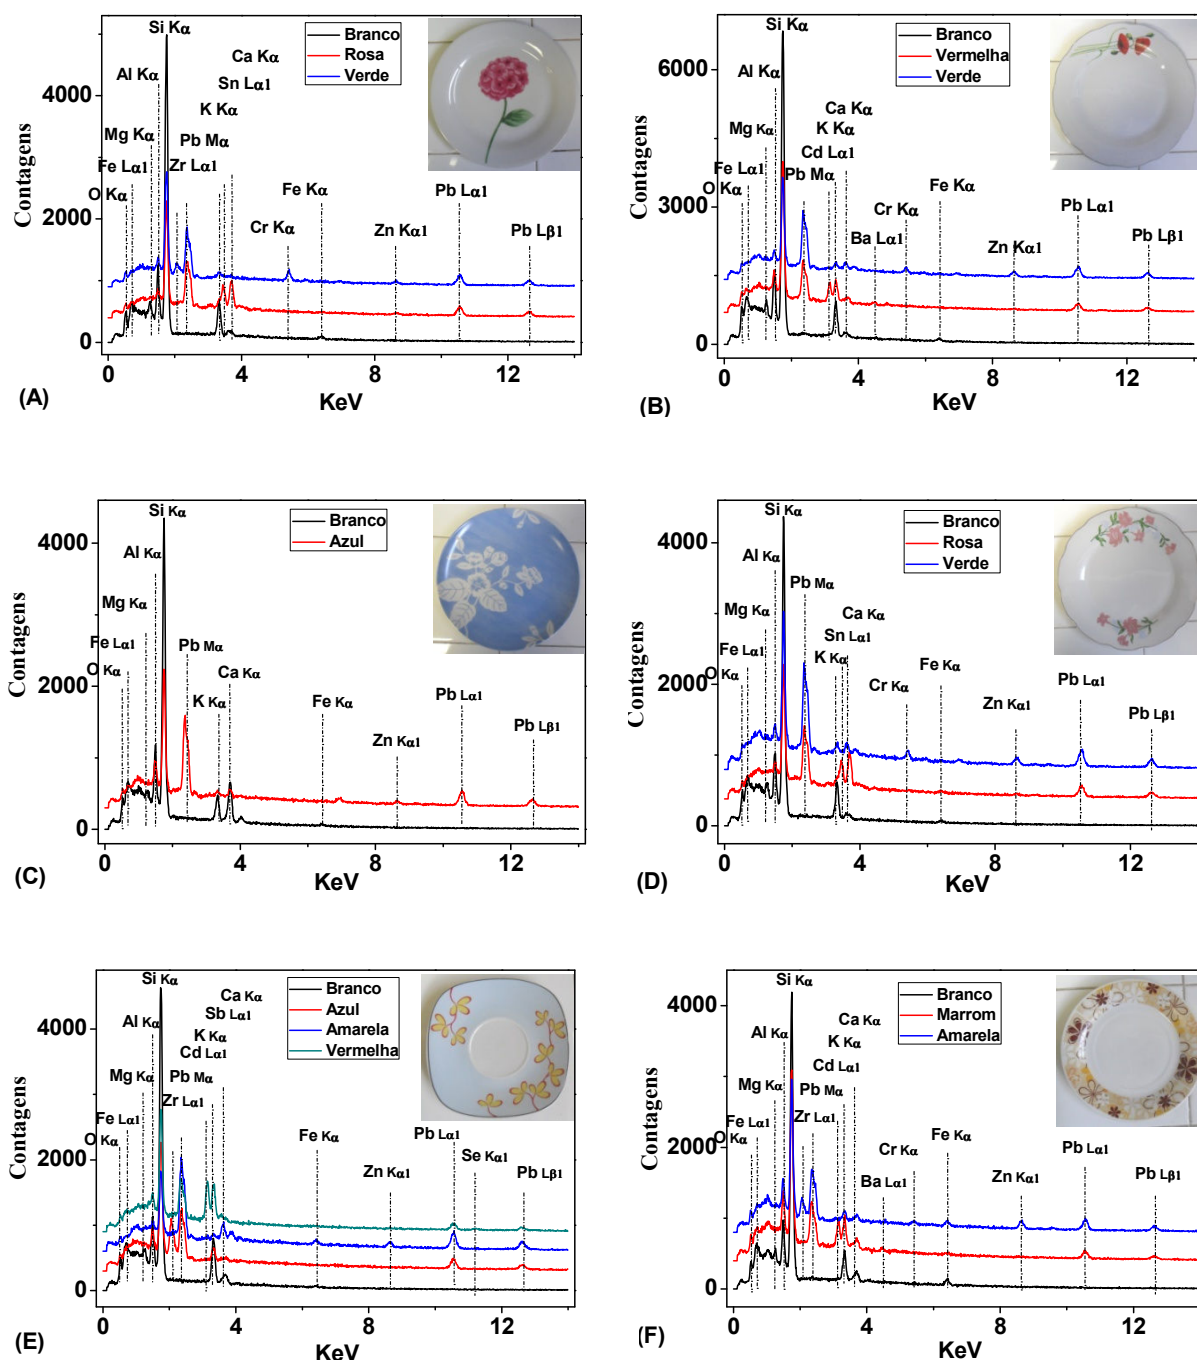 Si Kα
Branco
Rosa
Verde
Ca Kα
Sn Lα1
Al Kα
K Kα
Mg Kα
Pb Mα
Fe Lα1
Zr Lα1
O Kα
Fe Kα
Pb Lα1
Cr Kα
Zn Kα1
Pb Lβ1
Contagens
4000
2000
0
0 4 8 12
KeV
(A)
Si Kα
Branco
Vermelha
Verde
Al Kα
Ca Kα
Mg Kα
K Kα
Cd Lα1
Fe Lα1
Pb Mα
O Kα
Fe Kα
Cr Kα
Pb Lα1
Ba Lα1
Zn Kα1
Pb Lβ1
Contagens
6000
3000
0
0 4 8 12
KeV
(B)
Si Kα
Branco
Azul
Al Kα
Mg Kα
Fe Lα1
Pb Mα
O Kα
Ca Kα
K Kα
Fe Kα
Pb Lα1
Zn Kα1
Pb Lβ1
Contagens
4000
2000
0
0 4 8 12
KeV
(C)
Si Kα
Branco
Rosa
Verde
Al Kα
Pb Mα
Mg Kα
Ca Kα
Fe Lα1
Sn Lα1
O Kα
K Kα
Fe Kα
Cr Kα
Pb Lα1
Zn Kα1
Pb Lβ1
Contagens
4000
2000
0
0 4 8 12
KeV
(D)
Si Kα
Branco
Azul
Amarela
Vermelha
Ca Kα
Sb Lα1
Al Kα
K Kα
Cd Lα1
Mg Kα
Pb Mα
Fe Lα1
Zr Lα1
O Kα
Fe Kα
Pb Lα1
Zn Kα1
Se Kα1
Pb Lβ1
Contagens
4000
2000
0
0 4 8 12
KeV
(E)
Si Kα
Branco
Marrom
Amarela
Al Kα
Ca Kα
K Kα
Cd Lα1
Mg Kα
Pb Mα
Fe Lα1
Zr Lα1
O Kα
Fe Kα
Cr Kα
Pb Lα1
Ba Lα1
Zn Kα1
Pb Lβ1
Contagens
4000
2000
0
0 4 8 12
KeV
(F)